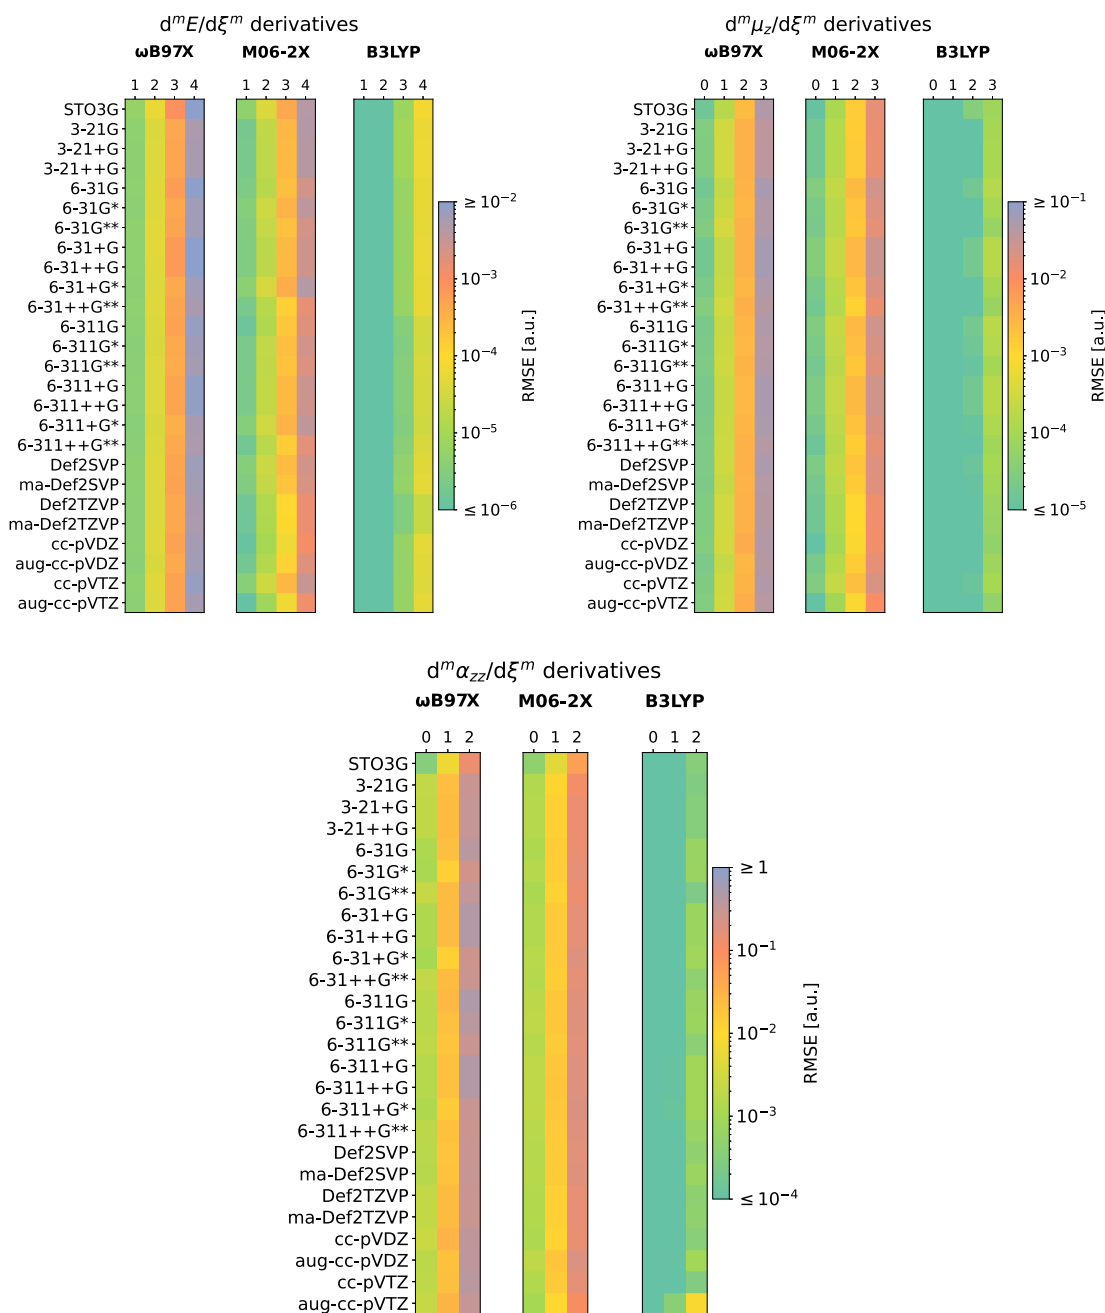 d^mE/dξ^m derivatives
ωB97X M06-2X B3LYP
1 2 3 4 1 2 3 4 1 2 3 4
STO3G
3-21G
3-21+G
3-21++G
6-31G
6-31G*
6-31G**
6-31+G
6-31++G
6-31+G*
6-31++G**
6-311G
6-311G*
6-311G**
6-311+G
6-311++G
6-311+G*
6-311++G**
Def2SVP
ma-Def2SVP
Def2TZVP
ma-Def2TZVP
cc-pVDZ
aug-cc-pVDZ
cc-pVTZ
aug-cc-pVTZ
≥ 10^−2
10^−3
10^−4
10^−5
≤ 10^−6
RMSE [a.u.]
d^mμ_z/dξ^m derivatives
ωB97X M06-2X B3LYP
0 1 2 3 0 1 2 3 0 1 2 3
STO3G
3-21G
3-21+G
3-21++G
6-31G
6-31G*
6-31G**
6-31+G
6-31++G
6-31+G*
6-31++G**
6-311G
6-311G*
6-311G**
6-311+G
6-311++G
6-311+G*
6-311++G**
Def2SVP
ma-Def2SVP
Def2TZVP
ma-Def2TZVP
cc-pVDZ
aug-cc-pVDZ
cc-pVTZ
aug-cc-pVTZ
≥ 10^−1
10^−2
10^−3
10^−4
≤ 10^−5
RMSE [a.u.]
d^mα_zz/dξ^m derivatives
ωB97X M06-2X B3LYP
0 1 2 0 1 2 0 1 2
STO3G
3-21G
3-21+G
3-21++G
6-31G
6-31G*
6-31G**
6-31+G
6-31++G
6-31+G*
6-31++G**
6-311G
6-311G*
6-311G**
6-311+G
6-311++G
6-311+G*
6-311++G**
Def2SVP
ma-Def2SVP
Def2TZVP
ma-Def2TZVP
cc-pVDZ
aug-cc-pVDZ
cc-pVTZ
aug-cc-pVTZ
≥ 1
10^−1
10^−2
10^−3
≤ 10^−4
RMSE [a.u.]